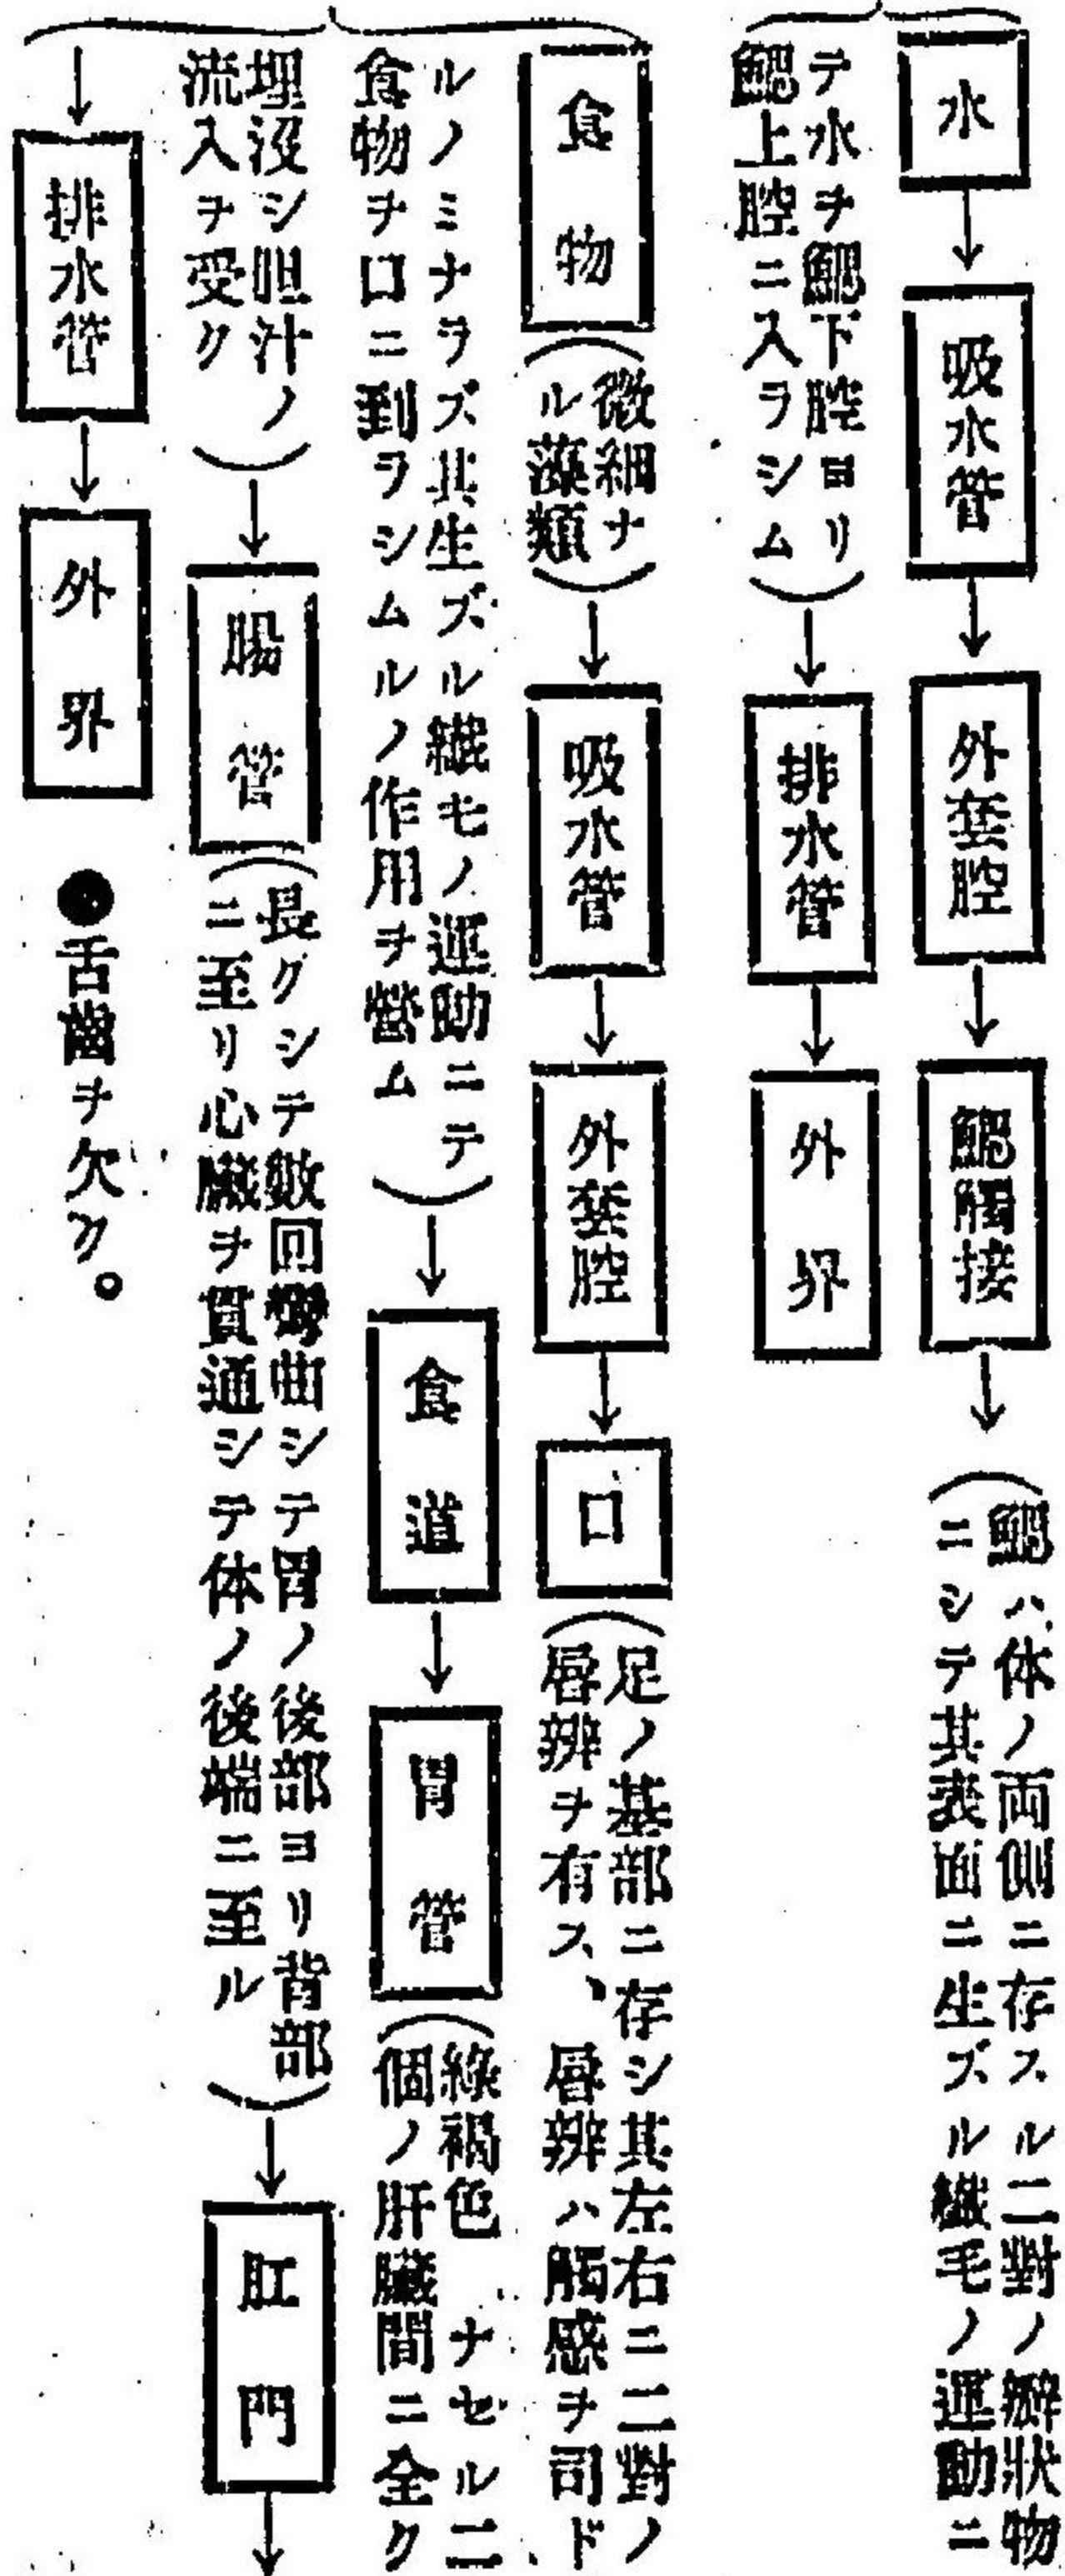 水→吸水管→外套腔→鰓觸接→(鰓ハ体ノ両側ニ存スル二對ノ瓣狀物
ニシテ其表面ニ生ズル纎毛ノ運動ニ
テ水ヲ鰓下腔ヨリ
鰓上腔ニ入ラシム)→排水管→外界
食物(微細ナ
ル藻類)→吸水管→外套腔→口(足ノ基部ニ存シ其左右ニ二對ノ
唇辨ヲ有ス、唇辨ハ觸感ヲ司ド
ルノミナラズ其生ズル纎モノ運動ニテ
食物ヲ口ニ到ラシムルノ作用ヲ營ム)→食道→胃管(綠褐色ナセル二
個ノ肝臟間ニ全ク
埋沒シ胆汁ノ
流入ヲ受ク)→腸管(長グシテ數回彎曲シテ胃ノ後部ヨリ背部
ニ至リ心臟ヲ貫通シテ体ノ後端ニ至ル)→肛門→
→排水管→外界 ●舌齒ヲ欠ク。